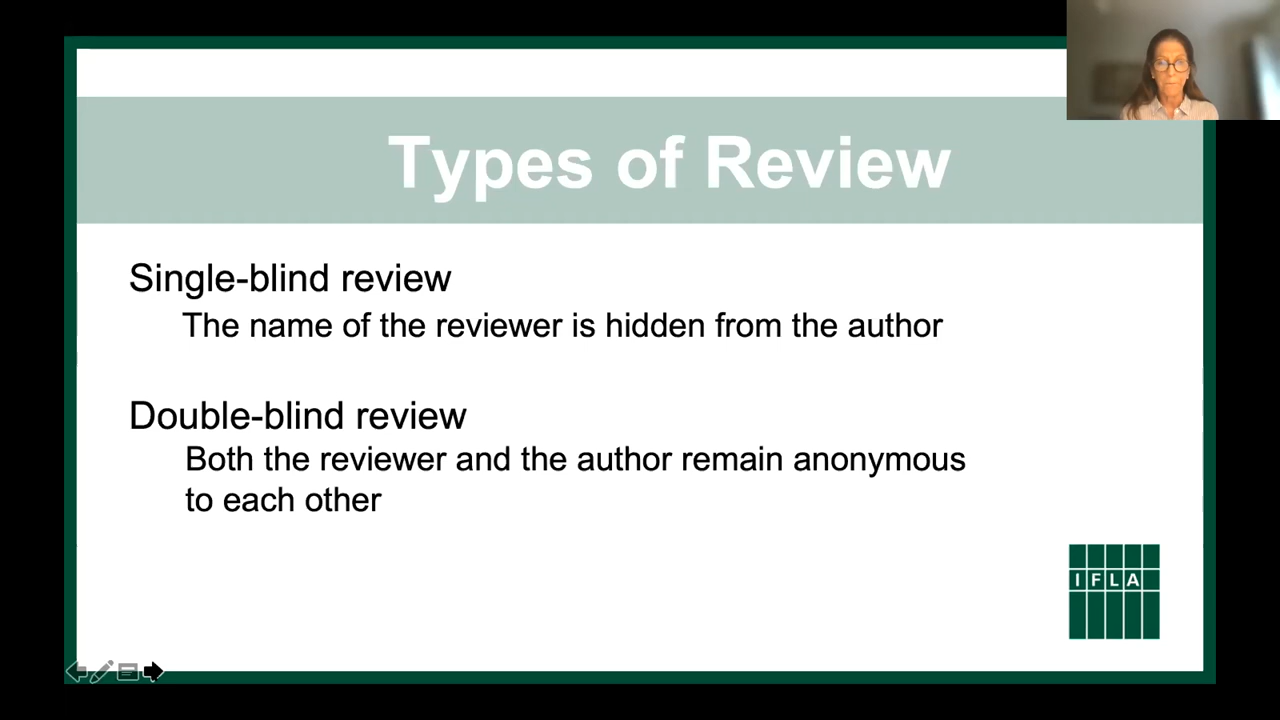 Types of Review
Single-blind review
The name of the reviewer is hidden from the author
Double-blind review
Both the reviewer and the author remain anonymous
to each other
IFLA